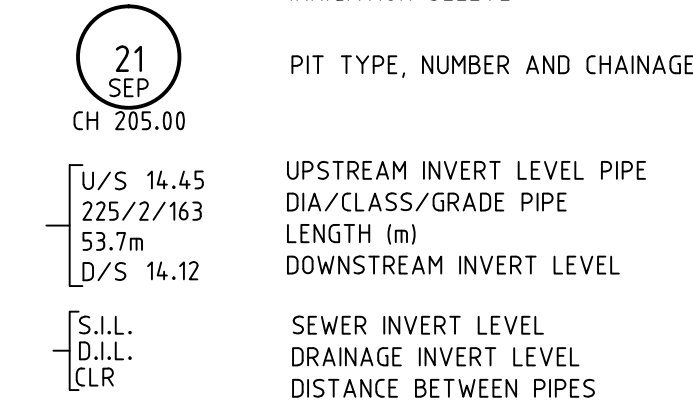 21
SEP
CH 205.00
PIT TYPE, NUMBER AND CHAINAGE
U/S 14.45
UPSTREAM INVERT LEVEL PIPE
225/2/163
DIA/CLASS/GRADE PIPE
53.7m
LENGTH (m)
D/S 14.12
DOWNSTREAM INVERT LEVEL
S.I.L.
SEWER INVERT LEVEL
D.I.L.
DRAINAGE INVERT LEVEL
CLR
DISTANCE BETWEEN PIPES